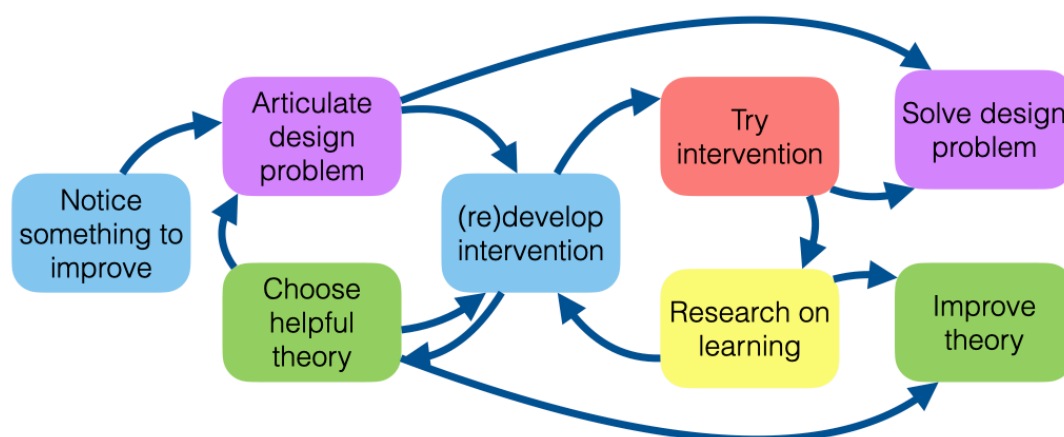 Notice
something to
improve
Articulate
design
problem
Choose
helpful
theory
(re)develop
intervention
Try
intervention
Research on
learning
Solve design
problem
Improve
theory